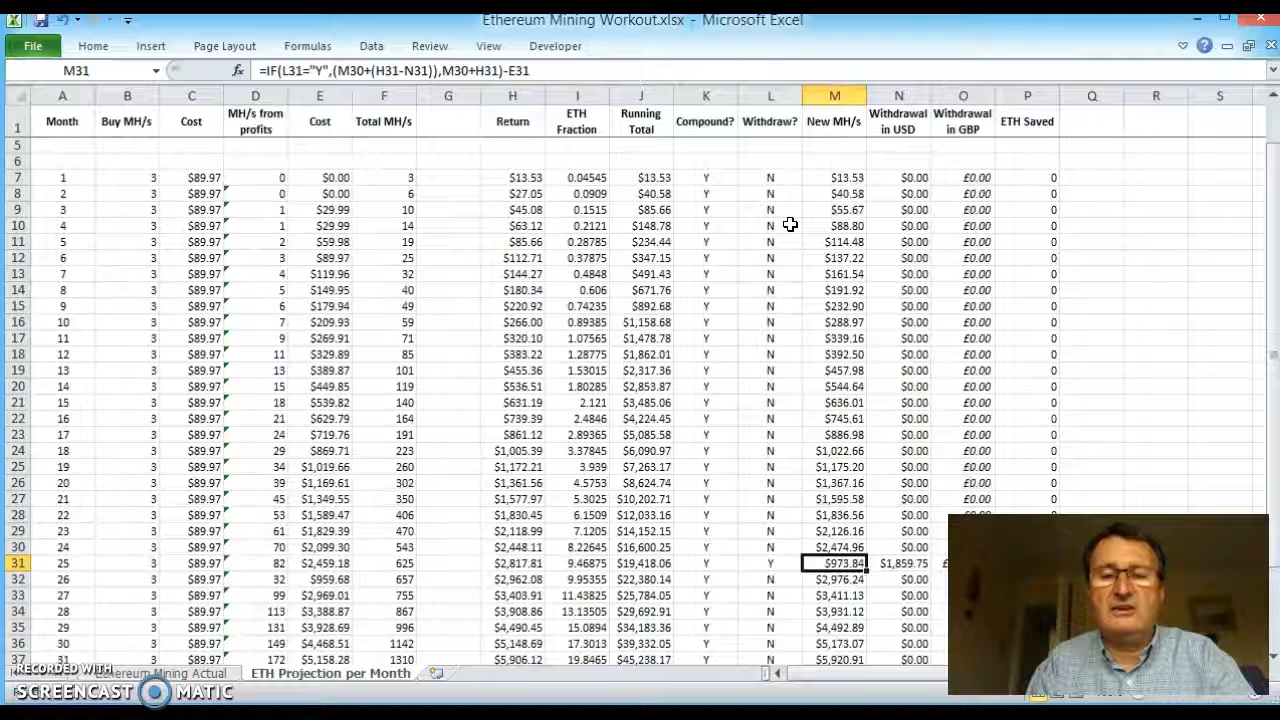 Ethereum Mining Workout.xlsx - Microsoft Excel
File Home Insert Page Layout Formulas Data Review View Developer
M31 fx =IF(L31="Y",(M30+(H31-N31)),M30+H31)-E31
A B C D E F G H I J K L M N O P Q R S
1 Month Buy MH/s Cost MH/s from profits Cost Total MH/s Return ETH Fraction Running Total Compound? Withdraw? New MH/s Withdrawal in USD Withdrawal in GBP ETH Saved
5
6
7 1 3 $89.97 0 $0.00 3 $13.53 0.04545 $13.53 Y N $13.53 $0.00 £0.00 0
8 2 3 $89.97 0 $0.00 6 $27.05 0.0909 $40.58 Y N $40.58 $0.00 £0.00 0
9 3 3 $89.97 1 $29.99 10 $45.08 0.1515 $85.66 Y N $55.67 $0.00 £0.00 0
10 4 3 $89.97 1 $29.99 14 $63.12 0.2121 $148.78 Y N $88.80 $0.00 £0.00 0
11 5 3 $89.97 2 $59.98 19 $85.66 0.28785 $234.44 Y N $114.48 $0.00 £0.00 0
12 6 3 $89.97 3 $89.97 25 $112.71 0.37875 $347.15 Y N $137.22 $0.00 £0.00 0
13 7 3 $89.97 4 $119.96 32 $144.27 0.4848 $491.43 Y N $161.54 $0.00 £0.00 0
14 8 3 $89.97 5 $149.95 40 $180.34 0.606 $671.76 Y N $191.92 $0.00 £0.00 0
15 9 3 $89.97 6 $179.94 49 $220.92 0.74235 $892.68 Y N $232.90 $0.00 £0.00 0
16 10 3 $89.97 7 $209.93 59 $266.00 0.89385 $1,158.68 Y N $288.97 $0.00 £0.00 0
17 11 3 $89.97 9 $269.91 71 $320.10 1.07565 $1,478.78 Y N $339.16 $0.00 £0.00 0
18 12 3 $89.97 11 $329.89 85 $383.22 1.28775 $1,862.01 Y N $392.50 $0.00 £0.00 0
19 13 3 $89.97 13 $389.87 101 $455.36 1.53015 $2,317.36 Y N $457.98 $0.00 £0.00 0
20 14 3 $89.97 15 $449.85 119 $536.51 1.80285 $2,853.87 Y N $544.64 $0.00 £0.00 0
21 15 3 $89.97 18 $539.82 140 $631.19 2.121 $3,485.06 Y N $636.01 $0.00 £0.00 0
22 16 3 $89.97 21 $629.79 164 $739.39 2.4846 $4,224.45 Y N $745.61 $0.00 £0.00 0
23 17 3 $89.97 24 $719.76 191 $861.12 2.89365 $5,085.58 Y N $886.98 $0.00 £0.00 0
24 18 3 $89.97 29 $869.71 223 $1,005.39 3.37845 $6,090.97 Y N $1,022.66 $0.00 £0.00 0
25 19 3 $89.97 34 $1,019.66 260 $1,172.21 3.939 $7,263.17 Y N $1,175.20 $0.00 £0.00 0
26 20 3 $89.97 39 $1,169.61 302 $1,361.56 4.5753 $8,624.74 Y N $1,367.16 $0.00 £0.00 0
27 21 3 $89.97 45 $1,349.55 350 $1,577.97 5.3025 $10,202.71 Y N $1,595.58 $0.00 £0.00 0
28 22 3 $89.97 53 $1,589.47 406 $1,830.45 6.1509 $12,033.16 Y N $1,836.56 $0.00
29 23 3 $89.97 61 $1,829.39 470 $2,118.99 7.1205 $14,152.15 Y N $2,126.16 $0.00
30 24 3 $89.97 70 $2,099.30 543 $2,448.11 8.22645 $16,600.25 Y N $2,474.96 $0.00
31 25 3 $89.97 82 $2,459.18 625 $2,817.81 9.46875 $19,418.06 Y Y $973.84 $1,859.75
32 26 3 $89.97 32 $959.68 657 $2,962.08 9.95355 $22,380.14 Y N $2,976.24 $0.00
33 27 3 $89.97 99 $2,969.01 755 $3,403.91 11.43825 $25,784.05 Y N $3,411.13 $0.00
34 28 3 $89.97 113 $3,388.87 867 $3,908.86 13.13505 $29,692.91 Y N $3,931.12 $0.00
35 29 3 $89.97 131 $3,928.69 996 $4,490.45 15.0894 $34,183.36 Y N $4,492.89 $0.00
36 30 3 $89.97 149 $4,468.51 1142 $5,148.69 17.3013 $39,332.05 Y N $5,173.07 $0.00
37 31 3 $89.97 172 $5,158.28 1310 $5,906.12 19.8465 $45,238.17 Y N $5,920.91 $0.00
Ethereum Mining Actual ETH Projection per Month
RECORDED WITH
SCREENCAST MATIC